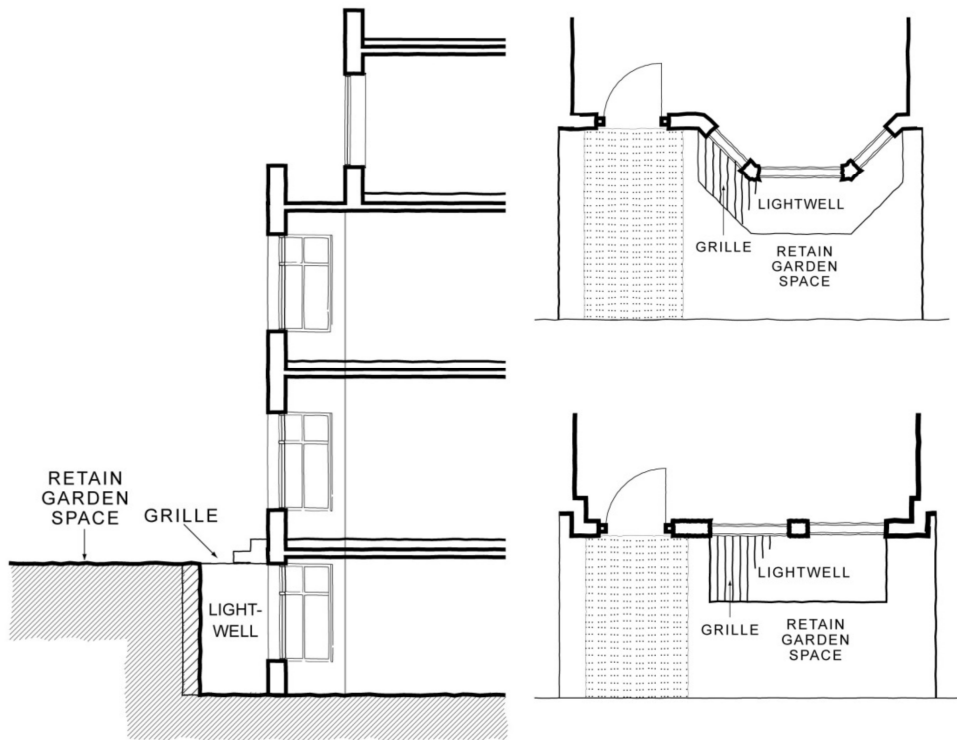 RETAIN
GARDEN
SPACE
GRILLE
LIGHT-
WELL
LIGHTWELL
GRILLE
RETAIN
GARDEN
SPACE
LIGHTWELL
GRILLE
RETAIN
GARDEN
SPACE